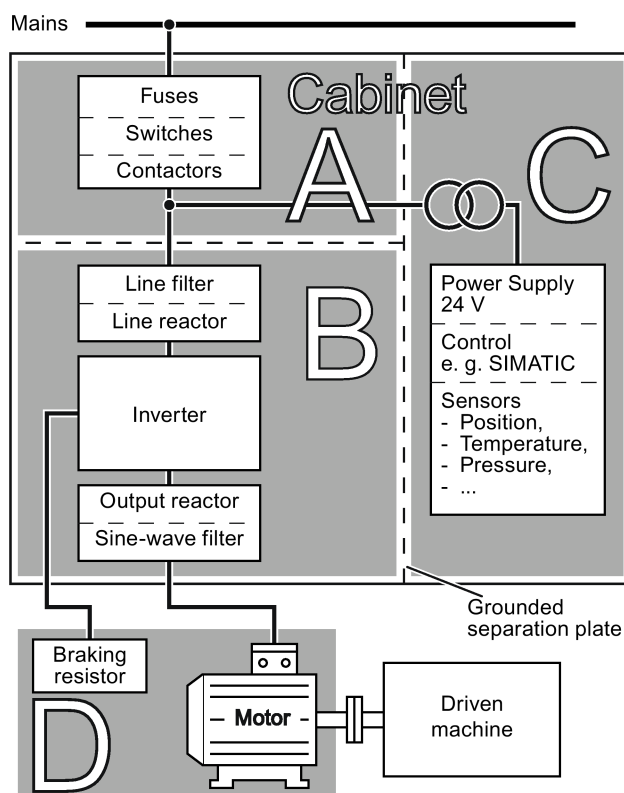 Mains
Cabinet
Fuses
Switches
Contactors
A
C
Line filter
Line reactor
B
Power Supply
24 V
Control
e. g. SIMATIC
Sensors
- Position,
- Temperature,
- Pressure,
- ...
Inverter
Output reactor
Sine-wave filter
Grounded
separation plate
Braking
resistor
D
Motor
Driven
machine